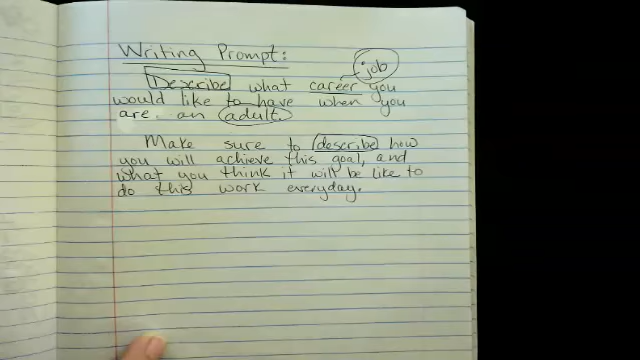 Writing Prompt:
job
Describe what career you
would like to have when you
are an adult.
Make sure to describe how
you will achieve this goal, and
what you think it will be like to
do this work everyday.